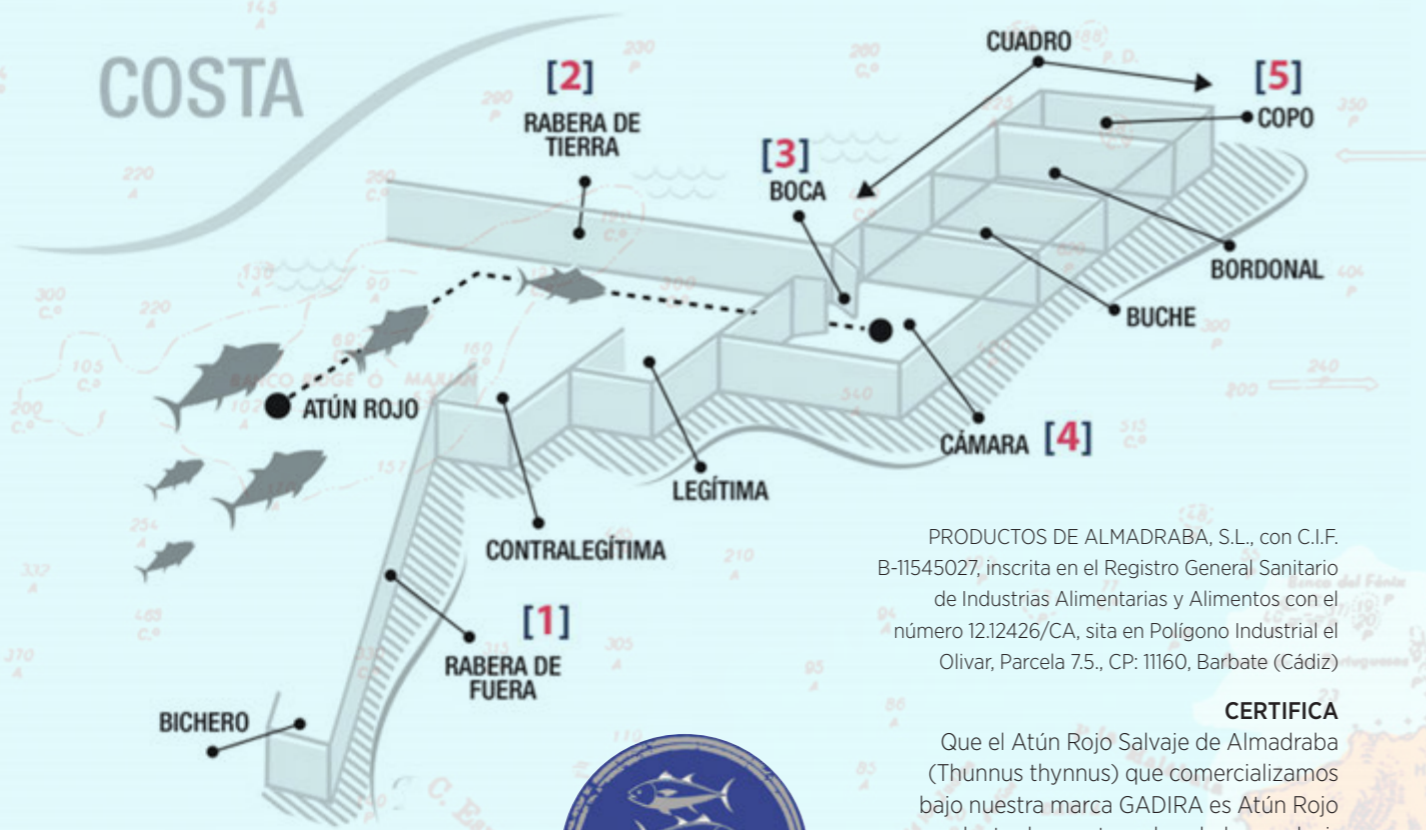 COSTA
[2]
RABERA DE
TIERRA
[3]
BOCA
CUADRO
[5]
COPO
BORDONAL
BUCHE
ATÚN ROJO
CÁMARA [4]
LEGÍTIMA
CONTRALEGÍTIMA
[1]
RABERA DE
FUERA
BICHERO
PRODUCTOS DE ALMADRABA, S.L., con C.I.F.
B-11545027, inscrita en el Registro General Sanitario
de Industrias Alimentarias y Alimentos con el
número 12.12426/CA, sita en Polígono Industrial el
Olivar, Parcela 7.5., CP: 11160, Barbate (Cádiz)
CERTIFICA
Que el Atún Rojo Salvaje de Almadraba
(Thunnus thynnus) que comercializamos
bajo nuestra marca GADIRA es Atún Rojo